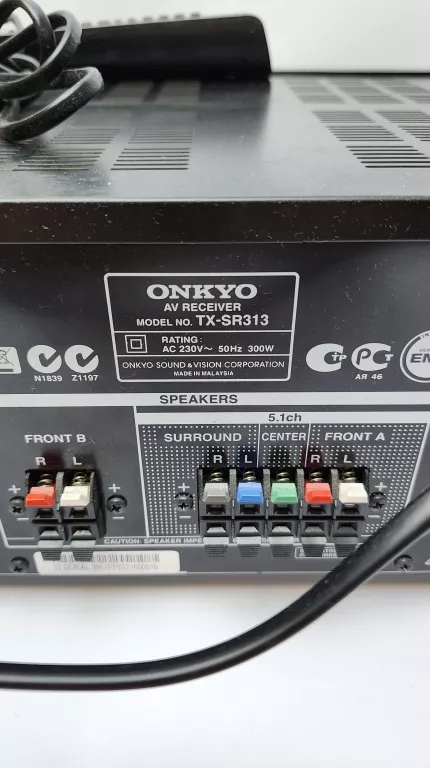 ONKYO
AV RECEIVER
MODEL NO. TX-SR313
RATING:
AC 230V~ 50Hz 300W
ONKYO SOUND & VISION CORPORATION
MADE IN MALAYSIA
N1839
Z1197
AR 46
EM
SPEAKERS
5.1ch
FRONT B
SURROUND
CENTER
FRONT A
R L
R L
R L
+ +
+ +
- -
- -
CAUTION: SPEAKER IMPE